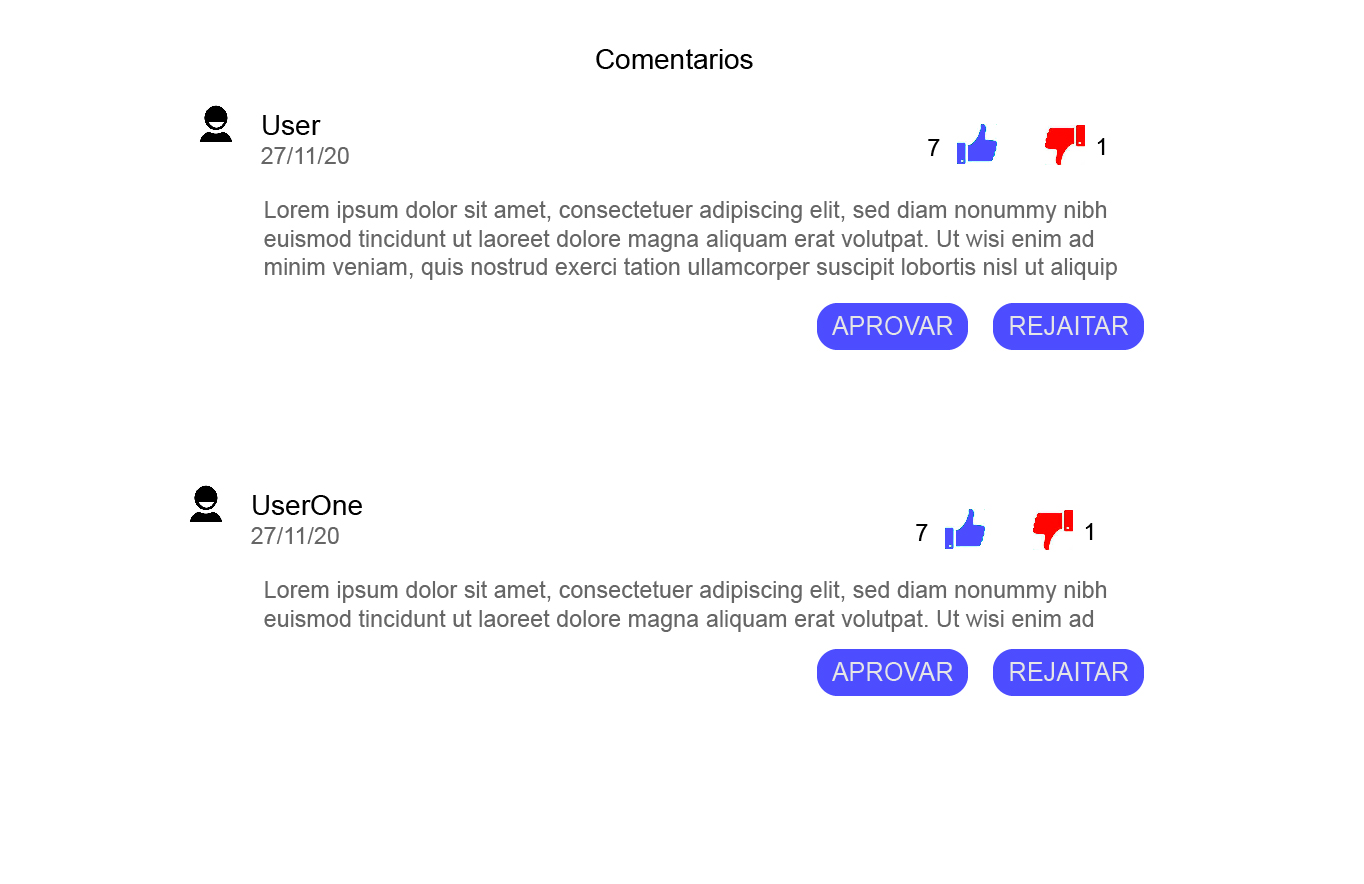 Comentarios
User
27/11/20
7 1
Lorem ipsum dolor sit amet, consectetuer adipiscing elit, sed diam nonummy nibh
euismod tincidunt ut laoreet dolore magna aliquam erat volutpat. Ut wisi enim ad
minim veniam, quis nostrud exerci tation ullamcorper suscipit lobortis nisl ut aliquip
APROVAR REJAITAR
UserOne
27/11/20
7 1
Lorem ipsum dolor sit amet, consectetuer adipiscing elit, sed diam nonummy nibh
euismod tincidunt ut laoreet dolore magna aliquam erat volutpat. Ut wisi enim ad
APROVAR REJAITAR